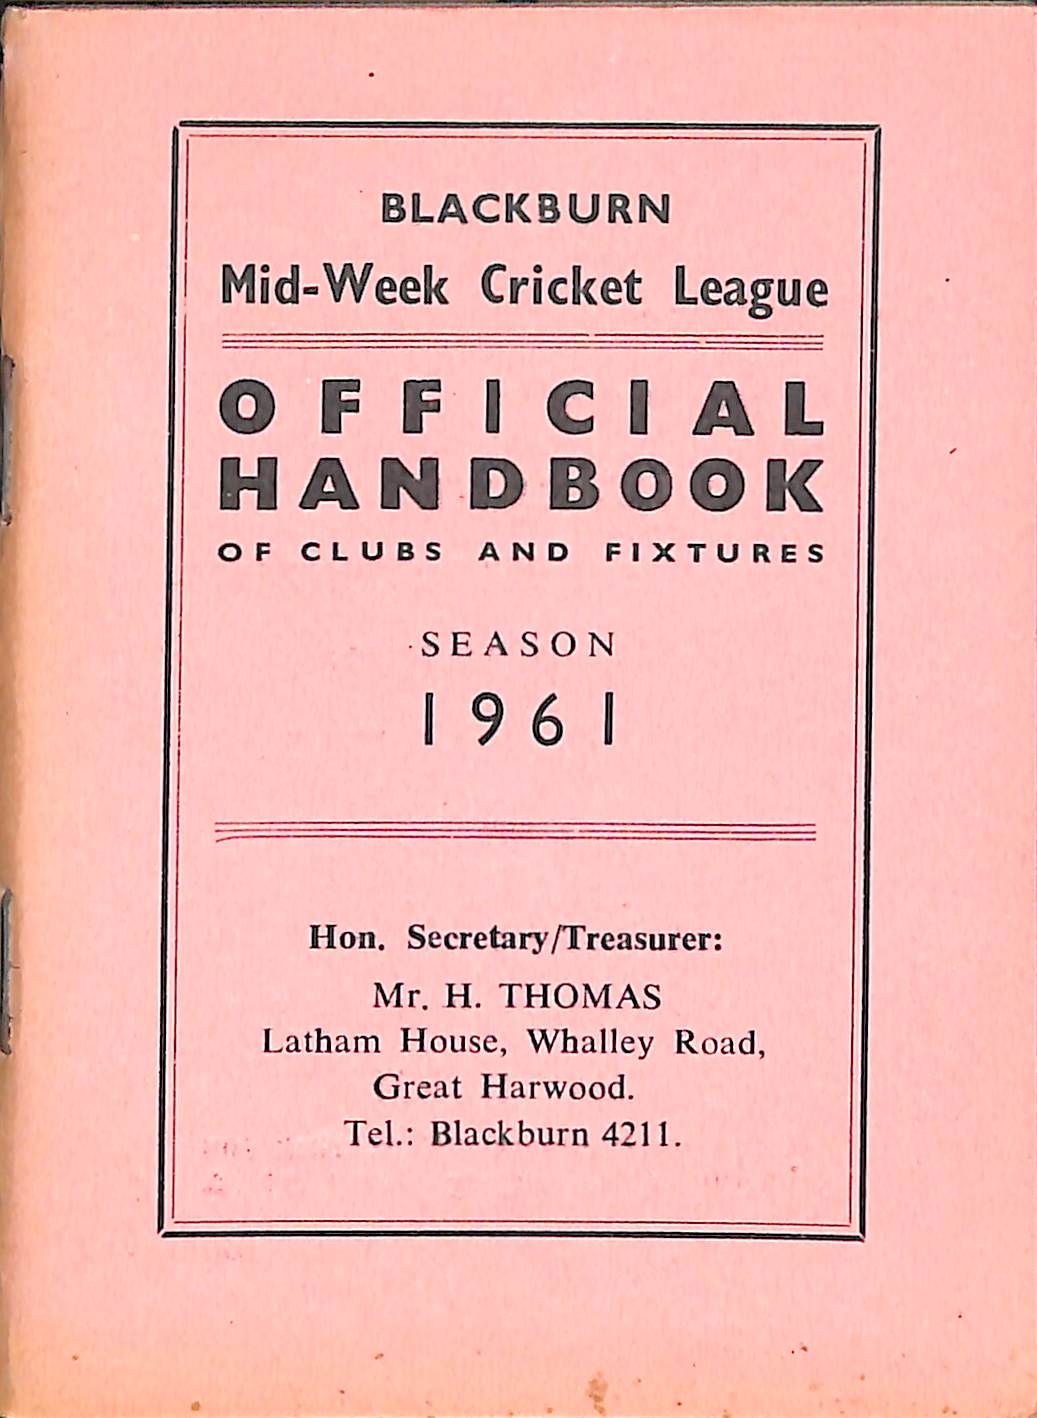 BLACKBURN
Mid-Week Cricket League
OFFICIAL
HANDBOOK
OF CLUBS AND FIXTURES
SEASON
1961
Hon. Secretary/Treasurer:
Mr. H. THOMAS
Latham House, Whalley Road,
Great Harwood.
Tel.: Blackburn 4211.